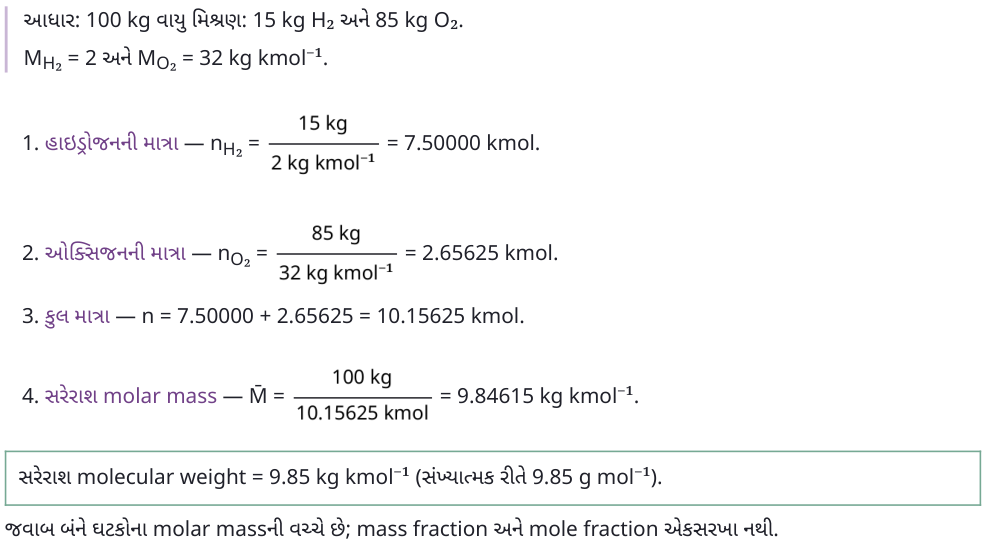 આધાર: 100 kg વાયુ મિશ્રણ: 15 kg H₂ અને 85 kg O₂.
M_H₂ = 2 અને M_O₂ = 32 kg kmol⁻¹.
1. હાઇડ્રોજનની માત્રા — n_H₂ = 15 kg / 2 kg kmol⁻¹ = 7.50000 kmol.
2. ઓક્સિજનની માત્રા — n_O₂ = 85 kg / 32 kg kmol⁻¹ = 2.65625 kmol.
3. કુલ માત્રા — n = 7.50000 + 2.65625 = 10.15625 kmol.
4. સરેરાશ molar mass — M̄ = 100 kg / 10.15625 kmol = 9.84615 kg kmol⁻¹.
સરેરાશ molecular weight = 9.85 kg kmol⁻¹ (સંખ્યાત્મક રીતે 9.85 g mol⁻¹).
જવાબ બંને ઘટકોના molar massની વચ્ચે છે; mass fraction અને mole fraction એકસરખા નથી.